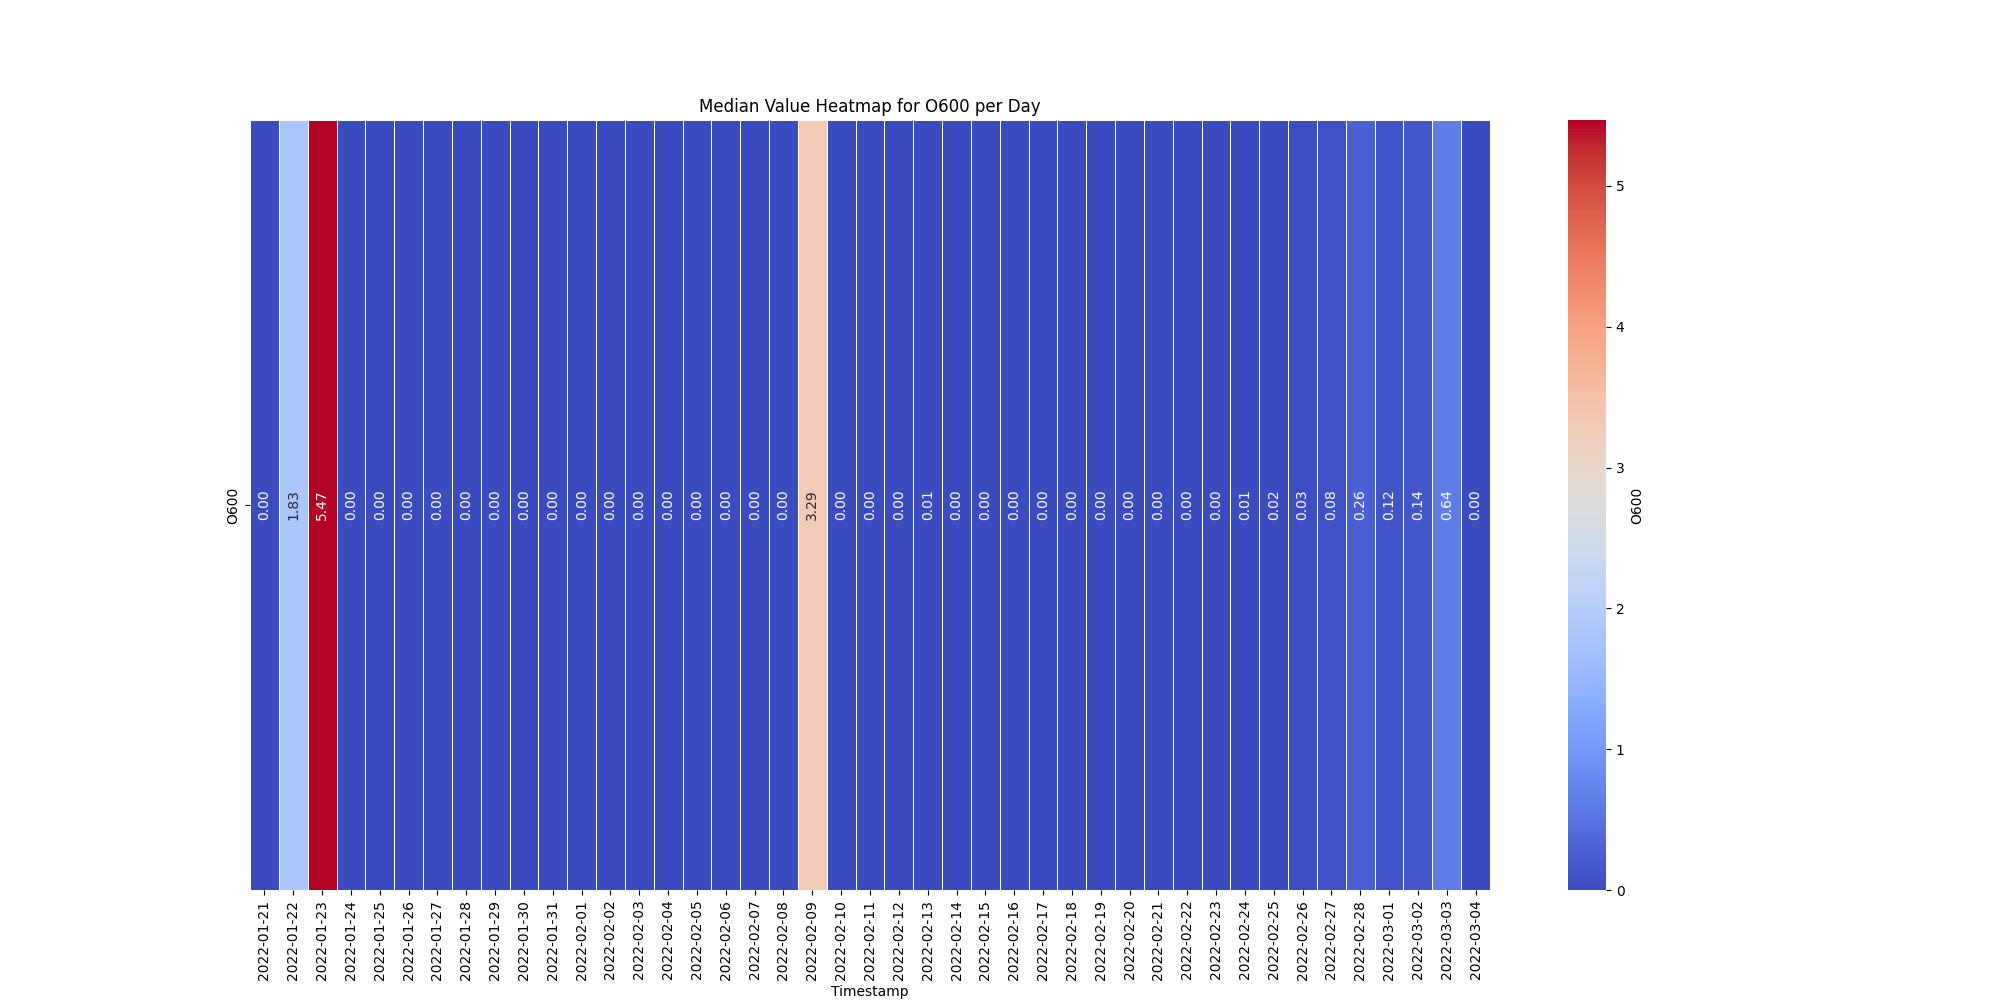 Median Value Heatmap for O600 per Day
O600
0.00 1.83 5.47 0.00 0.00 0.00 0.00 0.00 0.00 0.00 0.00 0.00 0.00 0.00 0.00 0.00 0.00 0.00 0.00 3.29 0.00 0.00 0.00 0.01 0.00 0.00 0.00 0.00 0.00 0.00 0.00 0.00 0.00 0.00 0.01 0.02 0.03 0.08 0.26 0.12 0.14 0.64 0.00
2022-01-21 2022-01-22 2022-01-23 2022-01-24 2022-01-25 2022-01-26 2022-01-27 2022-01-28 2022-01-29 2022-01-30 2022-01-31 2022-02-01 2022-02-02 2022-02-03 2022-02-04 2022-02-05 2022-02-06 2022-02-07 2022-02-08 2022-02-09 2022-02-10 2022-02-11 2022-02-12 2022-02-13 2022-02-14 2022-02-15 2022-02-16 2022-02-17 2022-02-18 2022-02-19 2022-02-20 2022-02-21 2022-02-22 2022-02-23 2022-02-24 2022-02-25 2022-02-26 2022-02-27 2022-02-28 2022-03-01 2022-03-02 2022-03-03 2022-03-04
Timestamp
5
4
3
2
1
0
O600